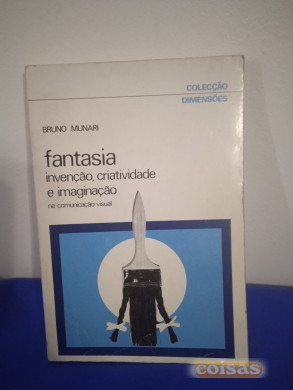 COLECÇÃO
DIMENSÕES
BRUNO MUNARI
fantasia
invenção, criatividade
e imaginação
na comunicação visual
coisas